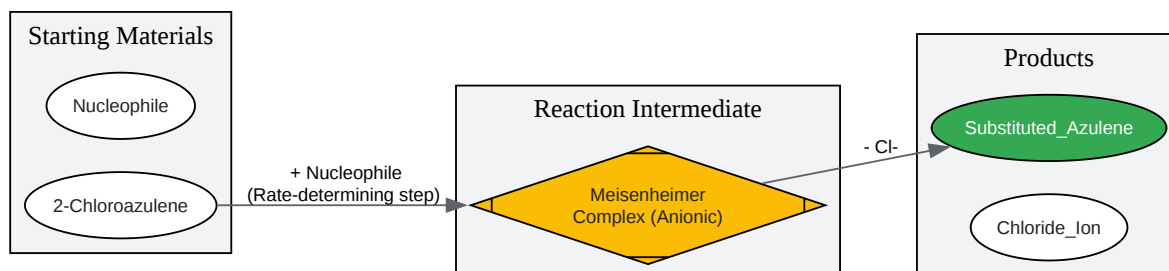 Starting Materials
Nucleophile
2-Chloroazulene
+ Nucleophile
(Rate-determining step)
Reaction Intermediate
Meisenheimer
Complex (Anionic)
- Cl-
Products
Substituted_Azulene
Chloride_Ion